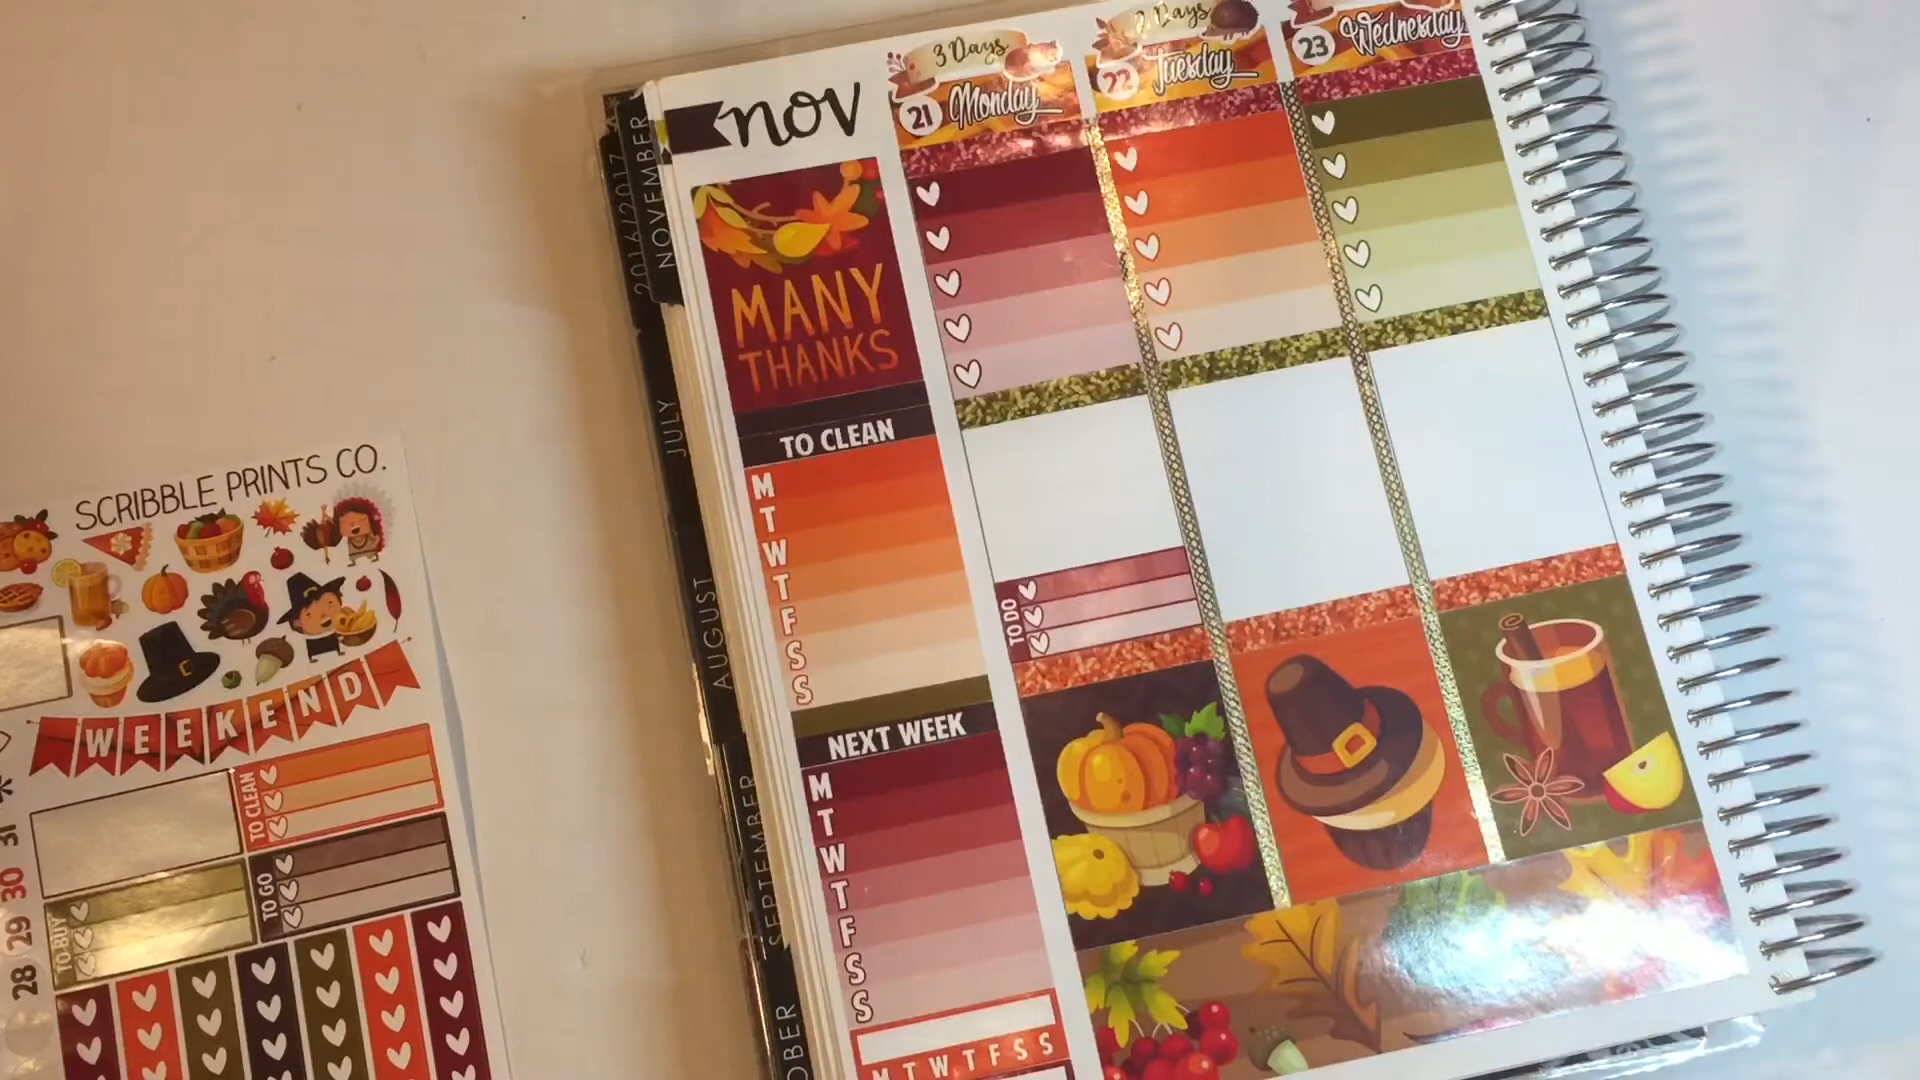 nov
3 Days
21 Monday
2 Days
22 Tuesday
23 Wednesday
2016/2017
NOVEMBER
JULY
AUGUST
SEPTEMBER
OBER
MANY
THANKS
TO CLEAN
M
T
W
T
F
S
S
NEXT WEEK
M
T
W
T
F
S
S
M T W T F S S
M T W T F S S
TO DO
SCRIBBLE PRINTS CO.
WEEKEND
TO CLEAN
TO GO
TO BUY
28 29 30 31